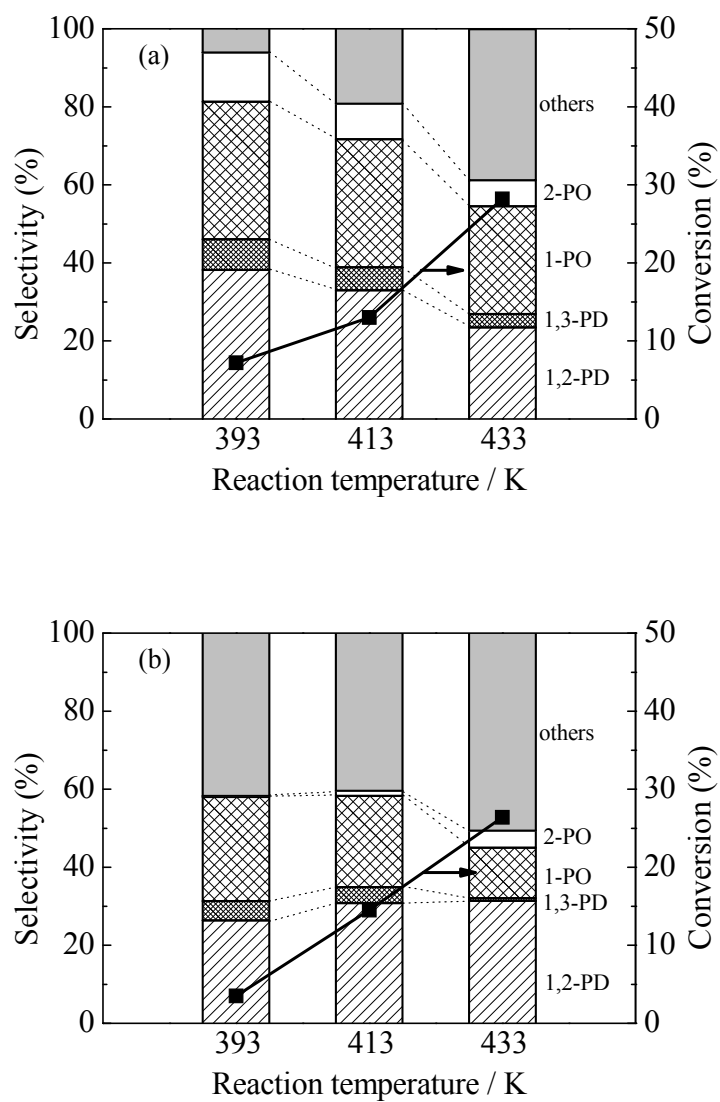 100
50
(a)
80
40
others
60
30
2-PO
Selectivity (%)
Conversion (%)
1-PO
40
20
1,3-PD
20
10
1,2-PD
0
0
393 413 433
Reaction temperature / K
100
50
(b)
80
40
others
60
30
2-PO
Selectivity (%)
Conversion (%)
40
20
1-PO
1,3-PD
20
10
1,2-PD
0
0
393 413 433
Reaction temperature / K